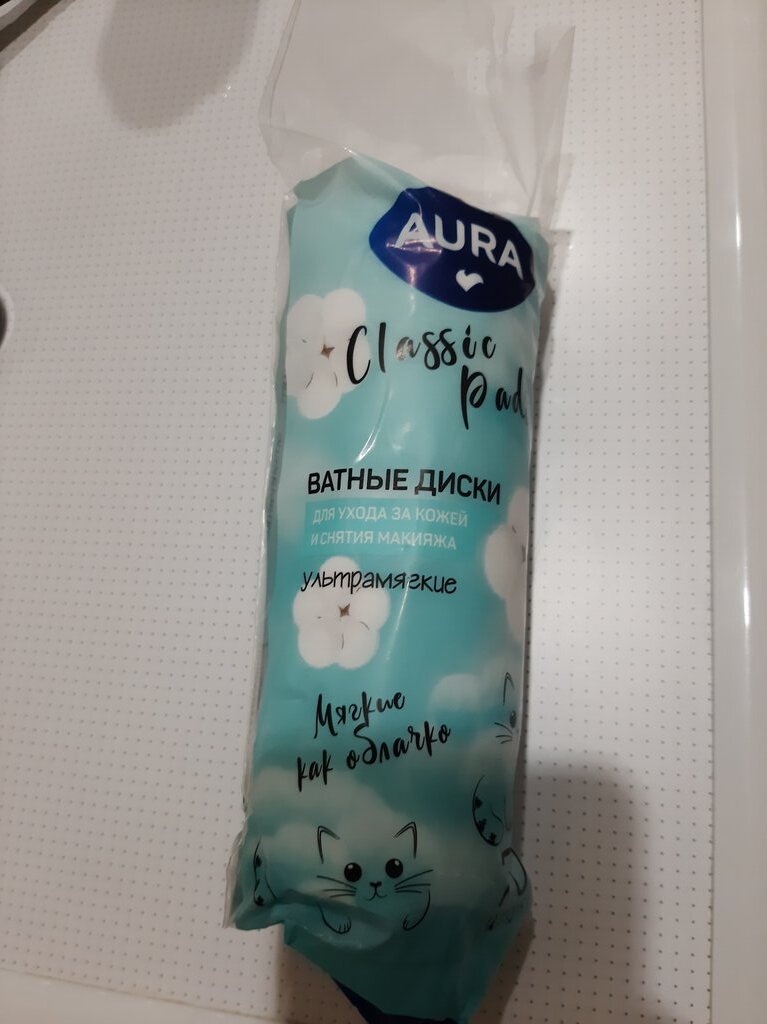 AURA
Classic
Pad
ВАТНЫЕ ДИСКИ
ДЛЯ УХОДА ЗА КОЖЕЙ
И СНЯТИЯ МАКИЯЖА
ультрамягкие
Мягкие
как облачко